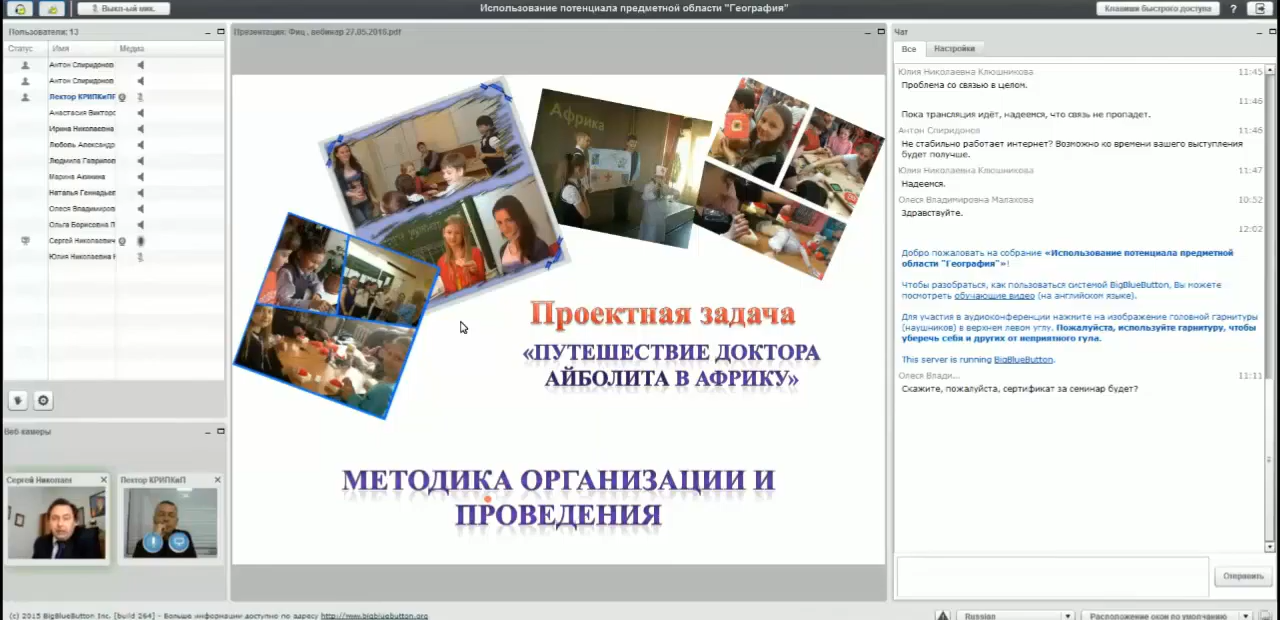 Выкл-ый мик.
Использование потенциала предметной области "География"
Клавиши быстрого доступа
?
Пользователи: 13
Статус Имя Медиа
Антон Спиридонов
Антон Спиридонов
Лектор КРИПКиПР
Анастасия Викторо
Ирина Николаевна
Любовь Александр
Людмила Гаврилов
Марина Акинина
Наталья Геннадьев
Олеся Владимиров
Ольга Борисовна П
Сергей Николаевич
Юлия Николаевна К
Веб-камеры
Сергей Николаев
Лектор КРИПКиП
Презентация: Фиц , вебинар 27.05.2016.pdf
Африка
Проектная задача
«ПУТЕШЕСТВИЕ ДОКТОРА
АЙБОЛИТА В АФРИКУ»
МЕТОДИКА ОРГАНИЗАЦИИ И
ПРОВЕДЕНИЯ
Чат
Все Настройки
Юлия Николаевна Клюшникова 11:45
Проблема со связью в целом.
11:46
Пока трансляция идёт, надеемся, что связь не пропадет.
Антон Спиридонов 11:46
Не стабильно работает интернет? Возможно ко времени вашего выступления
будет получше.
Юлия Николаевна Клюшникова 11:47
Надеемся.
Олеся Владимировна Малахова 10:52
Здравствуйте.
12:02
Добро пожаловать на собрание «Использование потенциала предметной
области "География"»!
Чтобы разобраться, как пользоваться системой BigBlueButton, Вы можете
посмотреть обучающие видео (на английском языке).
Для участия в аудиоконференции нажмите на изображение головной гарнитуры
(наушников) в верхнем левом углу. Пожалуйста, используйте гарнитуру, чтобы
уберечь себя и других от неприятного гула.
This server is running BigBlueButton.
Олеся Влади... 11:11
Скажите, пожалуйста, сертификат за семинар будет?
Отправить
(c) 2015 BigBlueButton Inc. [build 264] - Больше информации доступно по адресу http://www.bigbluebutton.org
Russian
Расположение окон по умолчанию